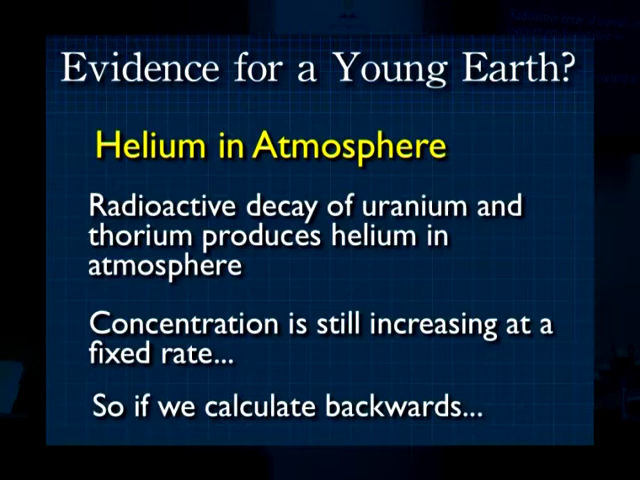 Evidence for a Young Earth?
Helium in Atmosphere
Radioactive decay of uranium and
thorium produces helium in
atmosphere
Concentration is still increasing at a
fixed rate...
So if we calculate backwards...